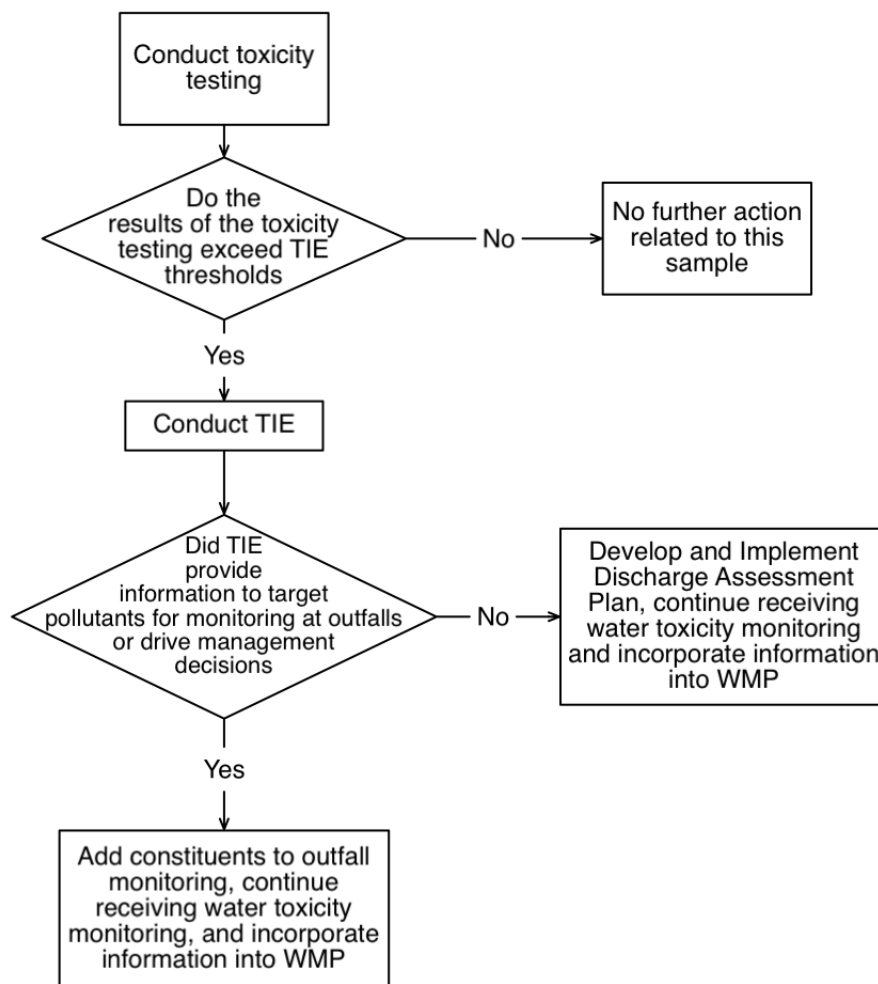 Conduct toxicity
testing
Do the
results of the toxicity
testing exceed TIE
thresholds
No
No further action
related to this
sample
Yes
Conduct TIE
Did TIE
provide
information to target
pollutants for monitoring at outfalls
or drive management
decisions
No
Develop and Implement
Discharge Assessment
Plan, continue receiving
water toxicity monitoring
and incorporate information
into WMP
Yes
Add constituents to outfall
monitoring, continue
receiving water toxicity
monitoring, and incorporate
information into WMP